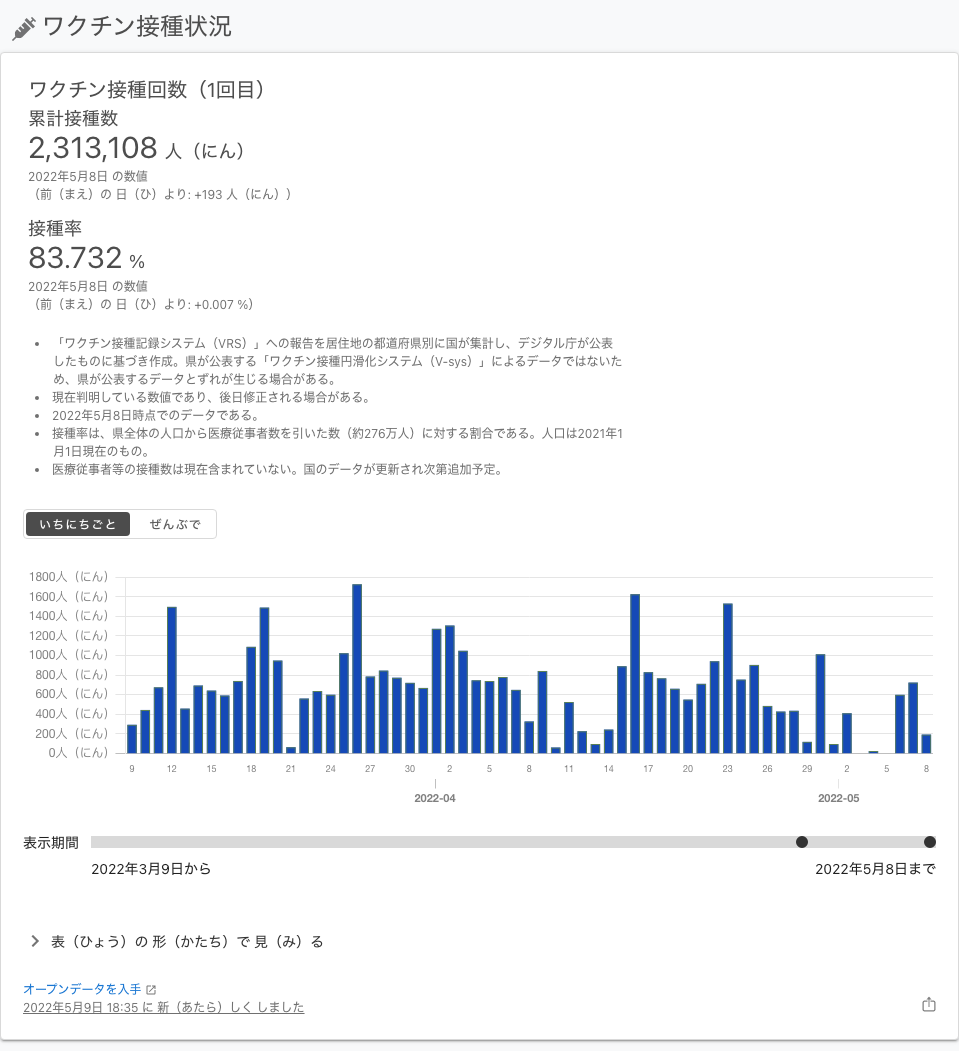 ワクチン接種状況
ワクチン接種回数（1回目）
累計接種数
2,313,108 人（にん）
2022年5月8日 の数値
（前（まえ）の 日（ひ）より: +193 人（にん））
接種率
83.732 %
2022年5月8日 の数値
（前（まえ）の 日（ひ）より: +0.007 %）
• 「ワクチン接種記録システム（VRS）」への報告を居住地の都道府県別に国が集計し、デジタル庁が公表
したものに基づき作成。県が公表する「ワクチン接種円滑化システム（V-sys）」によるデータではないた
め、県が公表するデータとずれが生じる場合がある。
• 現在判明している数値であり、後日修正される場合がある。
• 2022年5月8日時点でのデータである。
• 接種率は、県全体の人口から医療従事者数を引いた数（約276万人）に対する割合である。人口は2021年1
月1日現在のもの。
• 医療従事者等の接種数は現在含まれていない。国のデータが更新され次第追加予定。
いちにちごと ぜんぶで
1800人（にん）
1600人（にん）
1400人（にん）
1200人（にん）
1000人（にん）
800人（にん）
600人（にん）
400人（にん）
200人（にん）
0人（にん）
9 12 15 18 21 24 27 30 2 5 8 11 14 17 20 23 26 29 2 5 8
2022-04 2022-05
表示期間
2022年3月9日から 2022年5月8日まで
表（ひょう）の 形（かたち）で 見（み）る
オープンデータを入手
2022年5月9日 18:35 に 新（あたら）しく しました